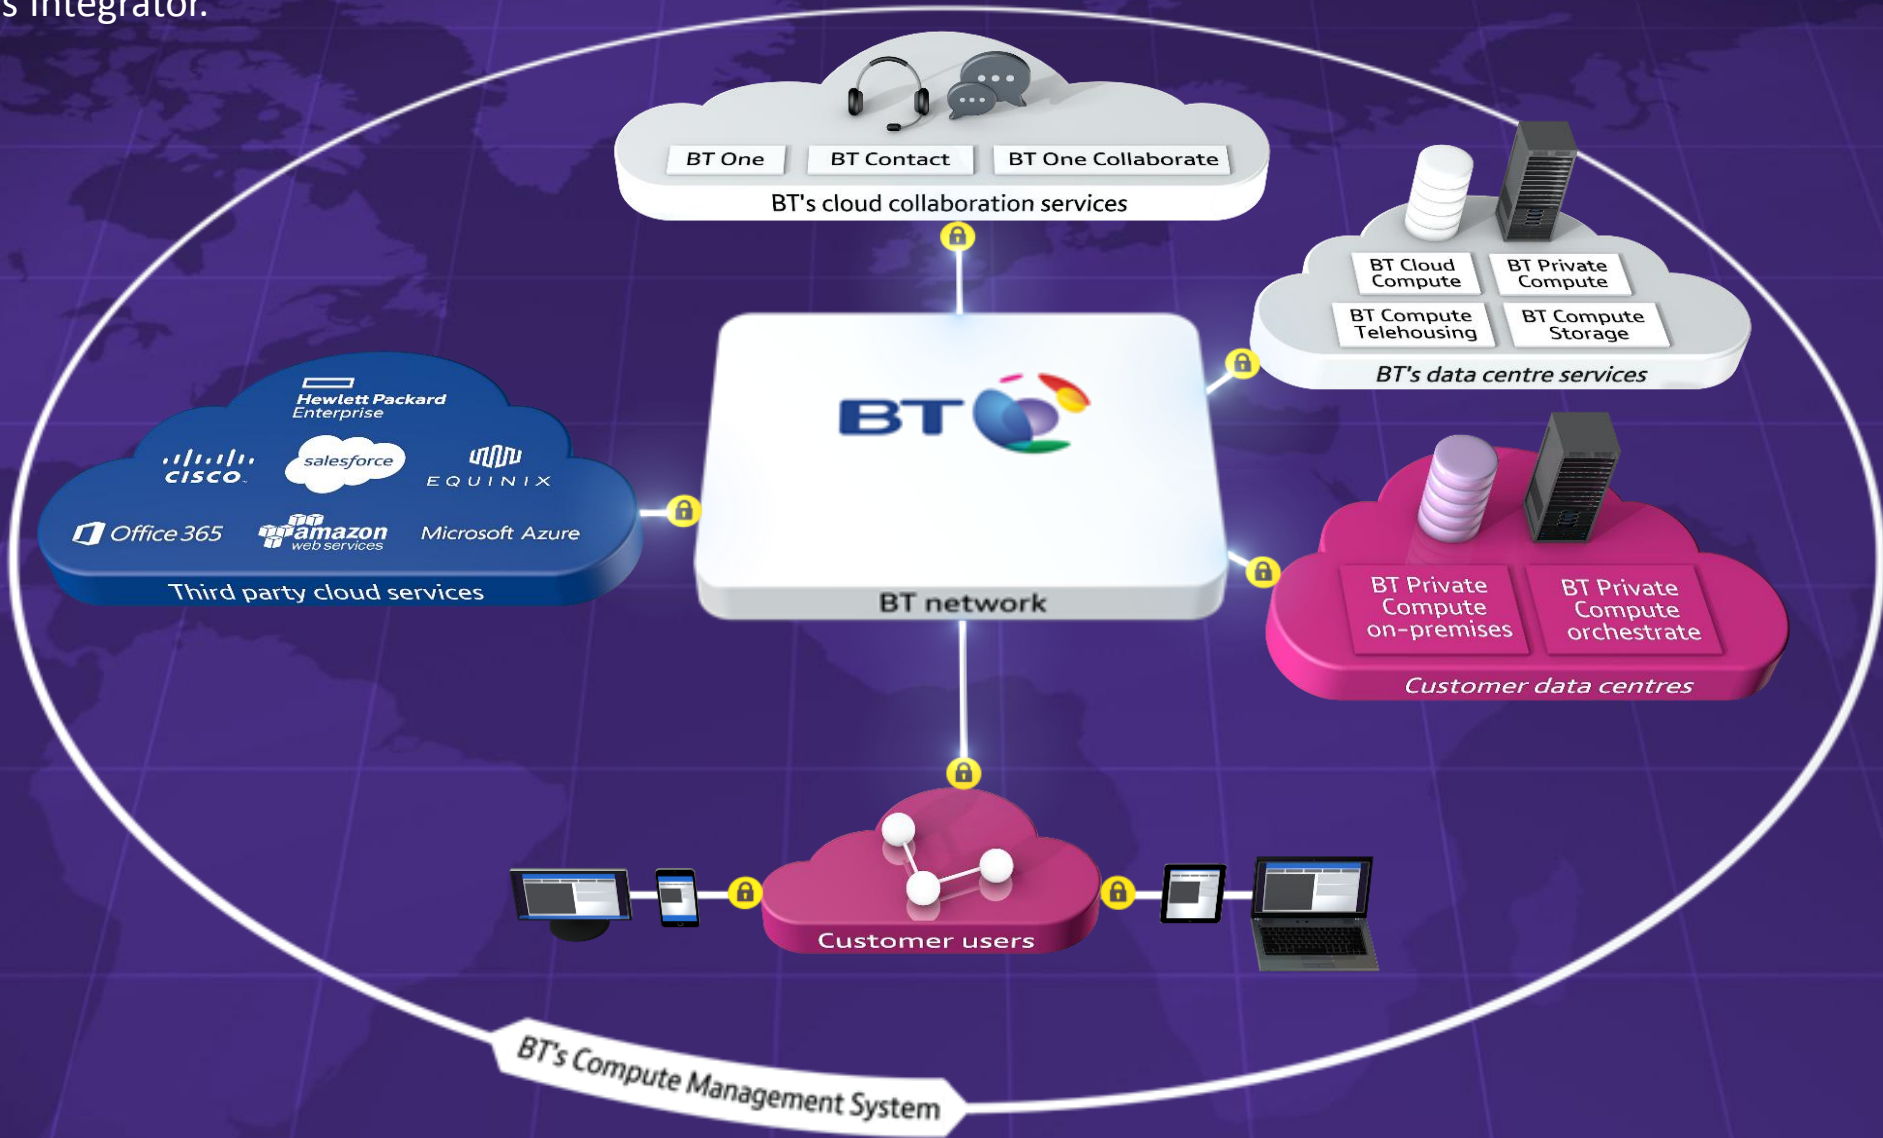 s Integrator.
BT One
BT Contact
BT One Collaborate
BT's cloud collaboration services
BT Cloud
Compute
BT Private
Compute
BT Compute
Telehousing
BT Compute
Storage
BT's data centre services
Hewlett Packard
Enterprise
CISCO
salesforce
EQUINIX
Office 365
amazon
web services
Microsoft Azure
Third party cloud services
BT
BT network
BT Private
Compute
on-premises
BT Private
Compute
orchestrate
Customer data centres
Customer users
BT's Compute Management System